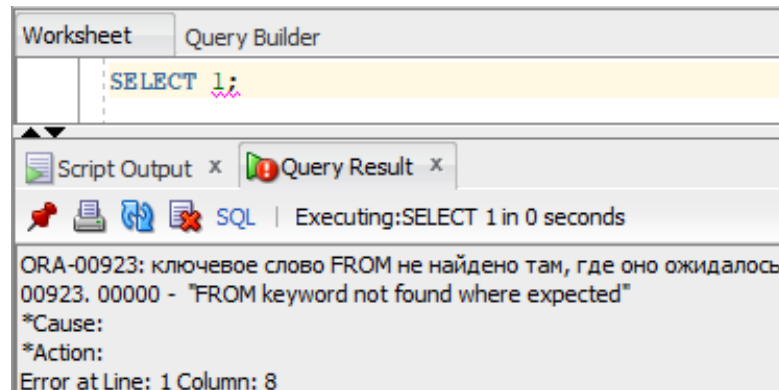 Worksheet Query Builder
SELECT 1;
Script Output x Query Result x
SQL | Executing:SELECT 1 in 0 seconds
ORA-00923: ключевое слово FROM не найдено там, где оно ожидалось
00923. 00000 - "FROM keyword not found where expected"
*Cause:
*Action:
Error at Line: 1 Column: 8